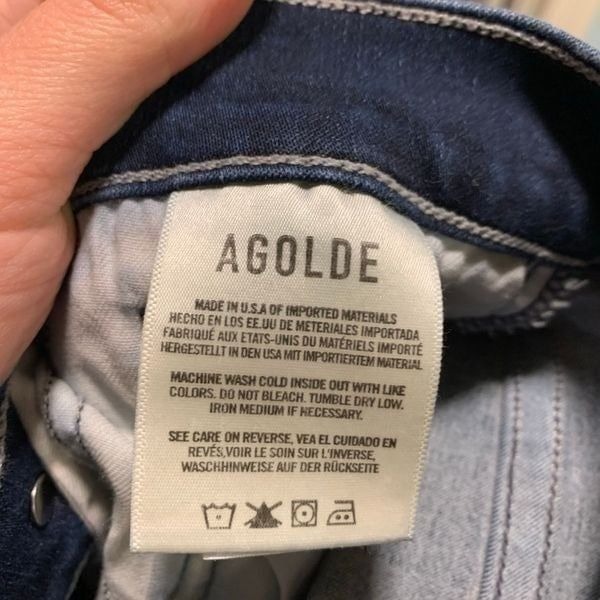 AGOLDE
MADE IN U.S.A OF IMPORTED MATERIALS
HECHO EN LOS EE.UU DE METERIALES IMPORTADA
FABRIQUÉ AUX ETATS-UNIS DU MATÉRIELS IMPORTÉ
HERGESTELLT IN DEN USA MIT IMPORTIERTEM MATERIAL
MACHINE WASH COLD INSIDE OUT WITH LIKE
COLORS. DO NOT BLEACH. TUMBLE DRY LOW.
IRON MEDIUM IF NECESSARY.
SEE CARE ON REVERSE, VEA EL CUIDADO EN
REVÉS,VOIR LE SOIN SUR L'INVERSE,
WASCHHINWEISE AUF DER RÜCKSEITE